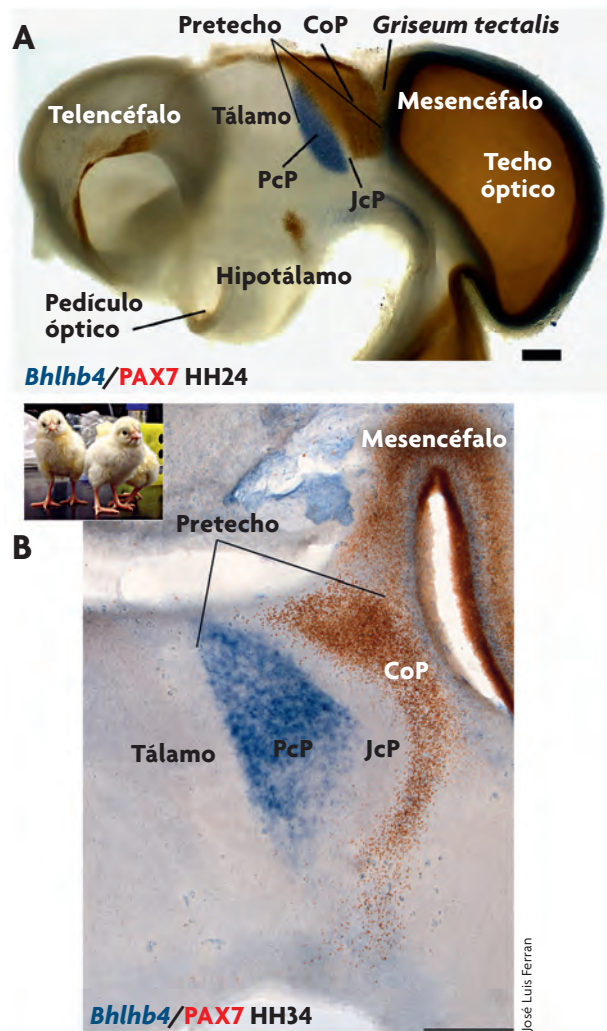 A
Pretecho
CoP
Griseum tectalis
Telencéfalo
Tálamo
Mesencéfalo
Techo
óptico
PcP
JcP
Hipotálamo
Pedículo
óptico
Bhlhb4/PAX7 HH24
B
Mesencéfalo
Pretecho
CoP
Tálamo
PcP
JcP
Bhlhb4/PAX7 HH34
José Luis Ferran